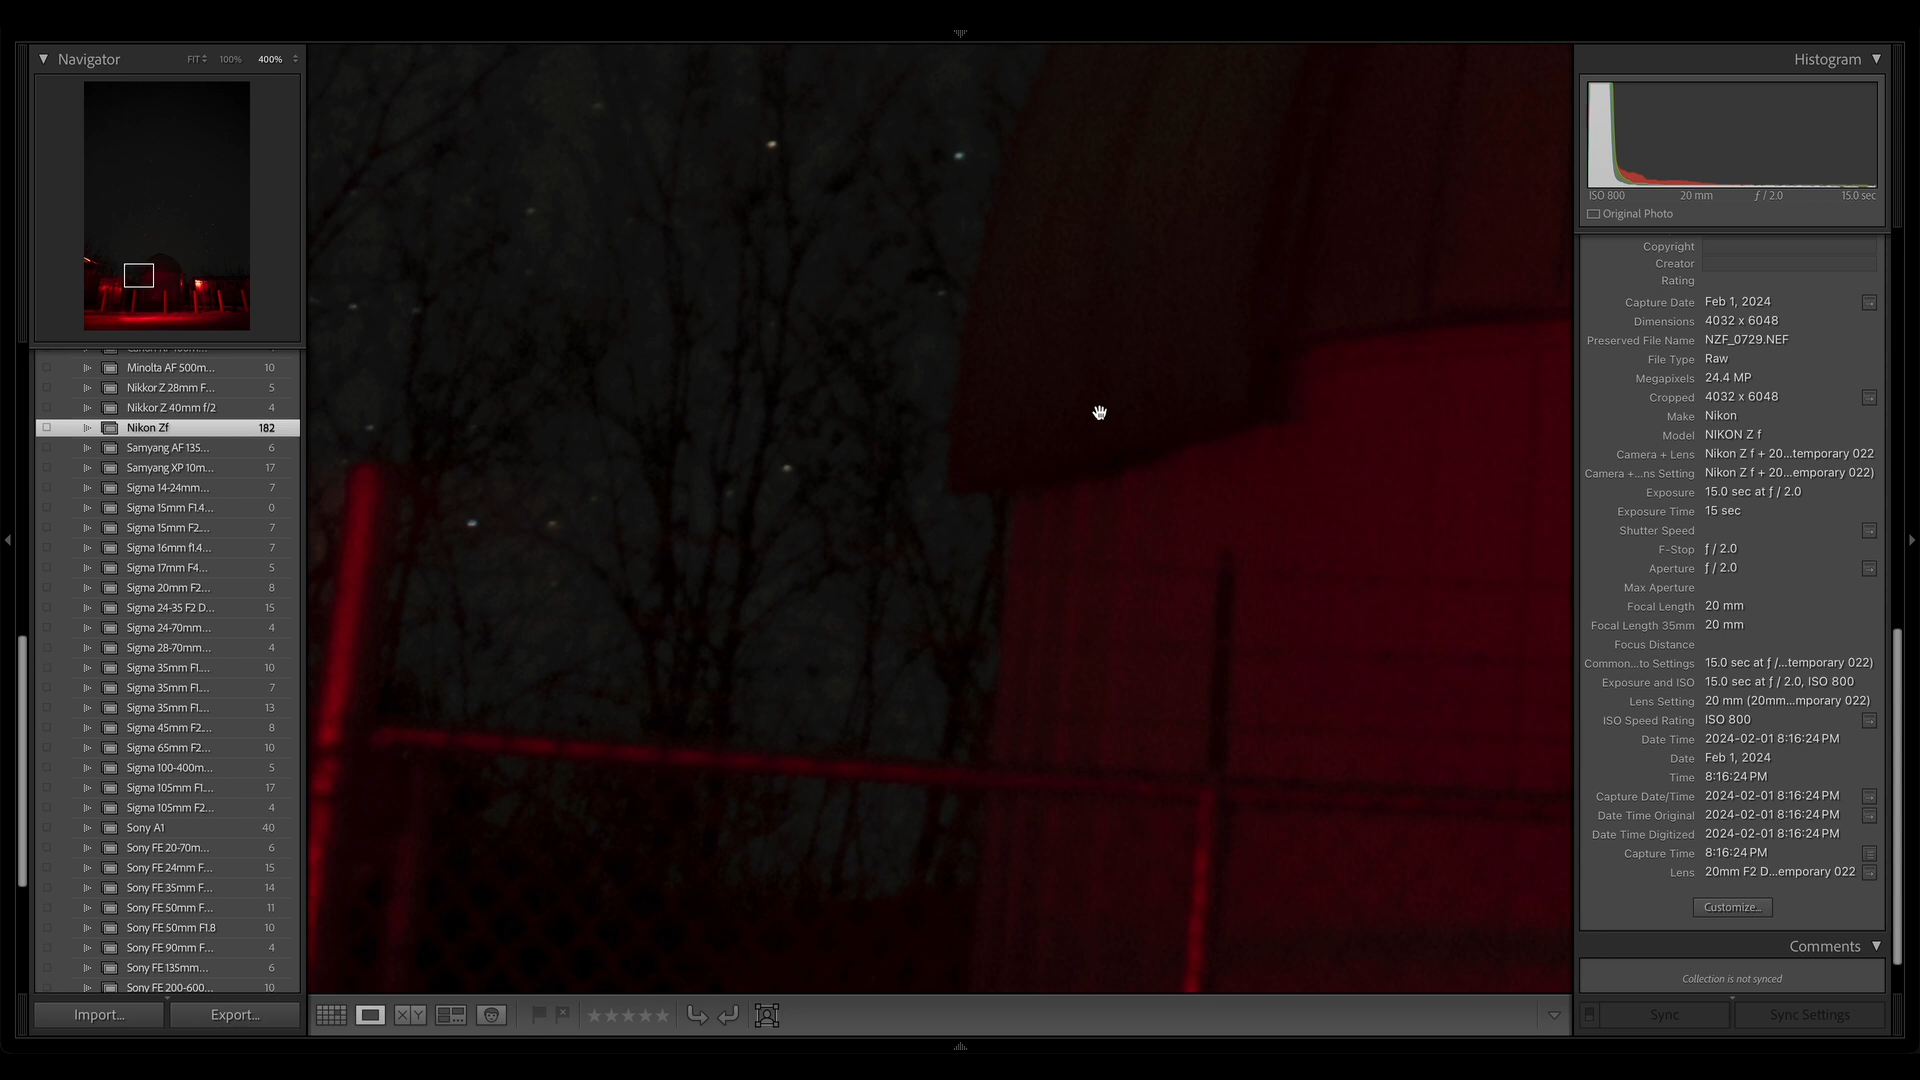 Navigator
FIT
100%
400%
Minolta AF 500m... 10
Nikkor Z 28mm F... 5
Nikkor Z 40mm f/2 4
Nikon Zf 182
Samyang AF 135... 6
Samyang XP 10m... 17
Sigma 14-24mm... 7
Sigma 15mm F1.4... 0
Sigma 15mm F2.... 7
Sigma 16mm f1.4... 7
Sigma 17mm F4... 5
Sigma 20mm F2... 8
Sigma 24-35 F2 D... 15
Sigma 24-70mm... 4
Sigma 28-70mm... 4
Sigma 35mm F1.... 10
Sigma 35mm F1.... 7
Sigma 35mm F1.... 13
Sigma 45mm F2.... 8
Sigma 65mm F2... 10
Sigma 100-400m... 5
Sigma 105mm F1.... 17
Sigma 105mm F2... 4
Sony A1 40
Sony FE 20-70m... 6
Sony FE 24mm F... 15
Sony FE 35mm F... 14
Sony FE 50mm F... 11
Sony FE 50mm F1.8 10
Sony FE 90mm F... 4
Sony FE 135mm... 6
Sony FE 200-600... 10
Import...
Export...
XY
Histogram
ISO 800 20 mm ƒ / 2.0 15.0 sec
Original Photo
Copyright
Creator
Rating
Capture Date Feb 1, 2024
Dimensions 4032 x 6048
Preserved File Name NZF_0729.NEF
File Type Raw
Megapixels 24.4 MP
Cropped 4032 x 6048
Make Nikon
Model NIKON Z f
Camera + Lens Nikon Z f + 20...temporary 022
Camera +...ns Setting Nikon Z f + 20...emporary 022)
Exposure 15.0 sec at ƒ / 2.0
Exposure Time 15 sec
Shutter Speed
F-Stop ƒ / 2.0
Aperture ƒ / 2.0
Max Aperture
Focal Length 20 mm
Focal Length 35mm 20 mm
Focus Distance
Common...to Settings 15.0 sec at ƒ /...temporary 022)
Exposure and ISO 15.0 sec at ƒ / 2.0, ISO 800
Lens Setting 20 mm (20mm...mporary 022)
ISO Speed Rating ISO 800
Date Time 2024-02-01 8:16:24 PM
Date Feb 1, 2024
Time 8:16:24 PM
Capture Date/Time 2024-02-01 8:16:24 PM
Date Time Original 2024-02-01 8:16:24 PM
Date Time Digitized 2024-02-01 8:16:24 PM
Capture Time 8:16:24 PM
Lens 20mm F2 D...emporary 022
Customize...
Comments
Collection is not synced
Sync
Sync Settings